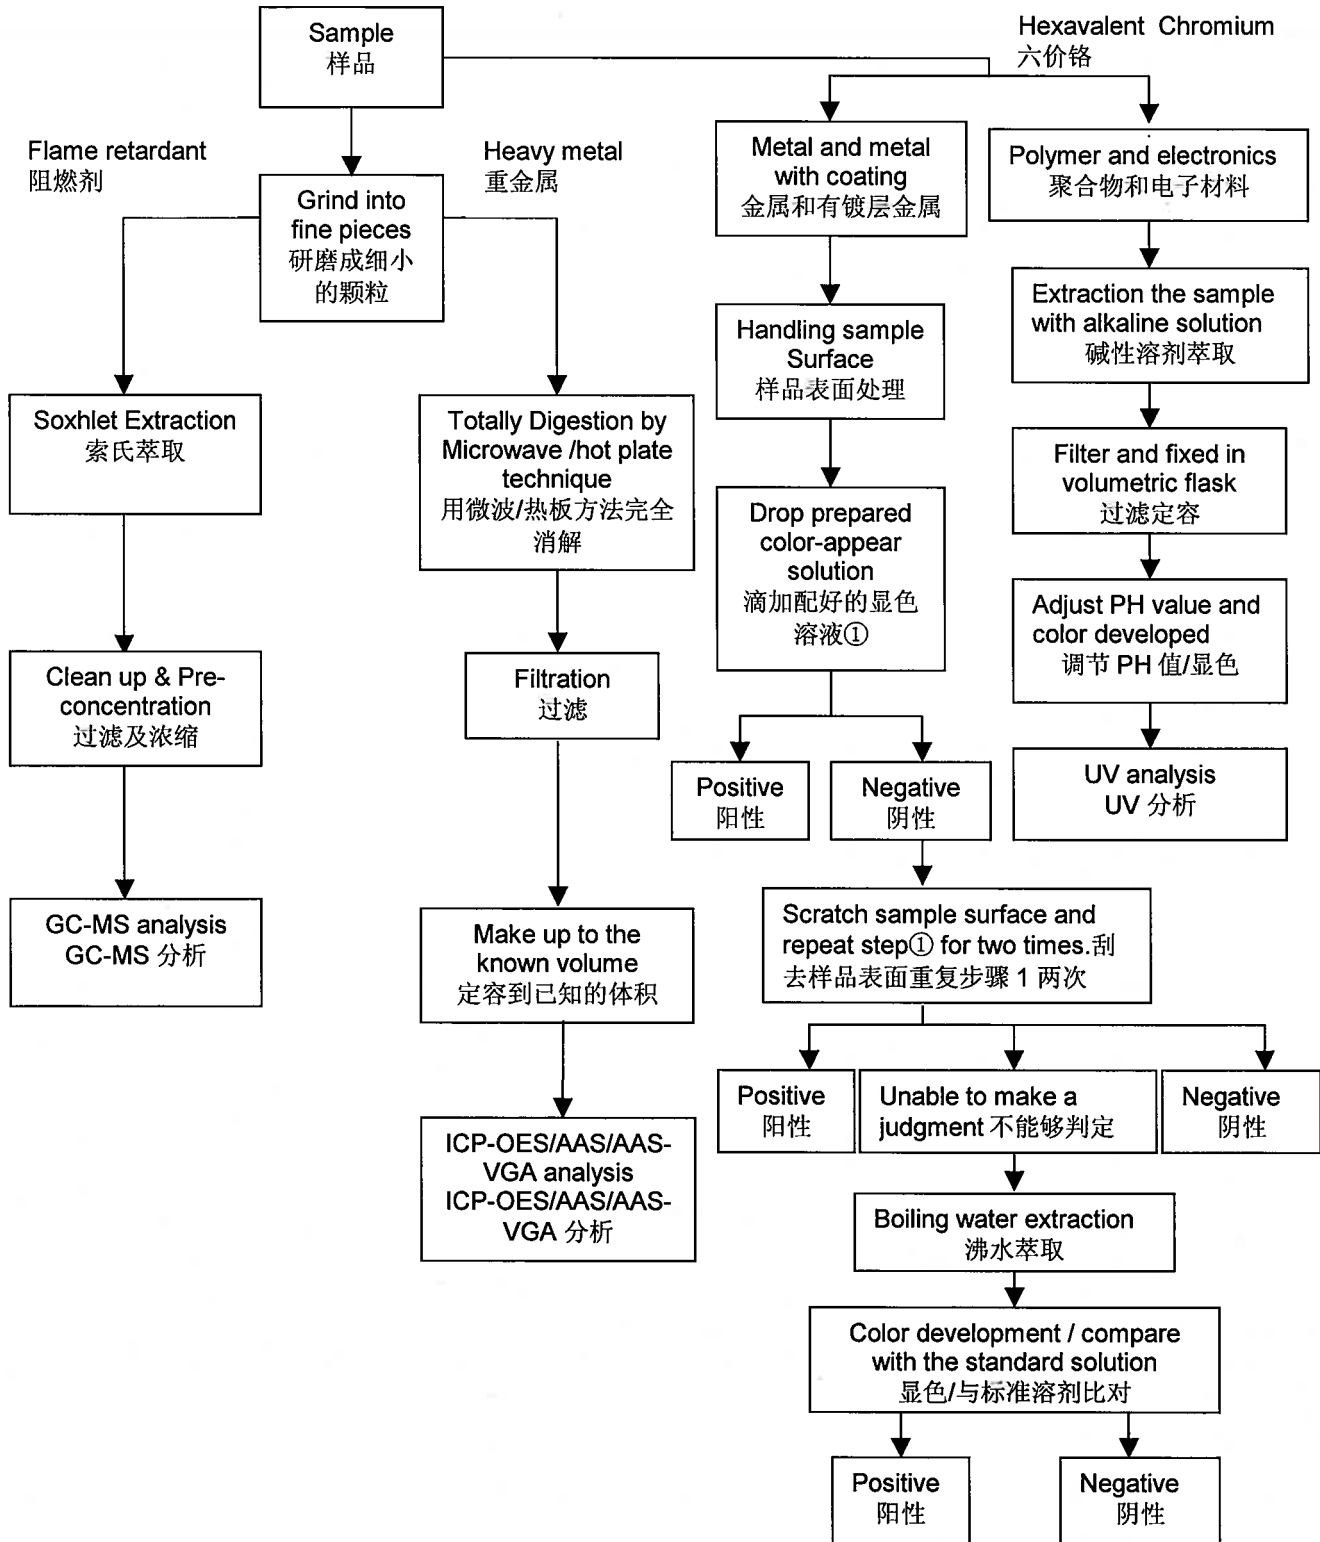 Sample
样品
Hexavalent Chromium
六价铬
Flame retardant
阻燃剂
Heavy metal
重金属
Grind into
fine pieces
研磨成细小
的颗粒
Metal and metal
with coating
金属和有镀层金属
Polymer and electronics
聚合物和电子材料
Soxhlet Extraction
索氏萃取
Totally Digestion by
Microwave /hot plate
technique
用微波/热板方法完全
消解
Handling sample
Surface
样品表面处理
Extraction the sample
with alkaline solution
碱性溶剂萃取
Drop prepared
color-appear
solution
滴加配好的显色
溶液①
Filter and fixed in
volumetric flask
过滤定容
Clean up & Pre-
concentration
过滤及浓缩
Filtration
过滤
Adjust PH value and
color developed
调节 PH 值/显色
Positive
阳性
Negative
阴性
UV analysis
UV 分析
GC-MS analysis
GC-MS 分析
Make up to the
known volume
定容到已知的体积
Scratch sample surface and
repeat step① for two times.刮
去样品表面重复步骤 1 两次
ICP-OES/AAS/AAS-
VGA analysis
ICP-OES/AAS/AAS-
VGA 分析
Positive
阳性
Unable to make a
judgment 不能够判定
Negative
阴性
Boiling water extraction
沸水萃取
Color development / compare
with the standard solution
显色/与标准溶剂比对
Positive
阳性
Negative
阴性